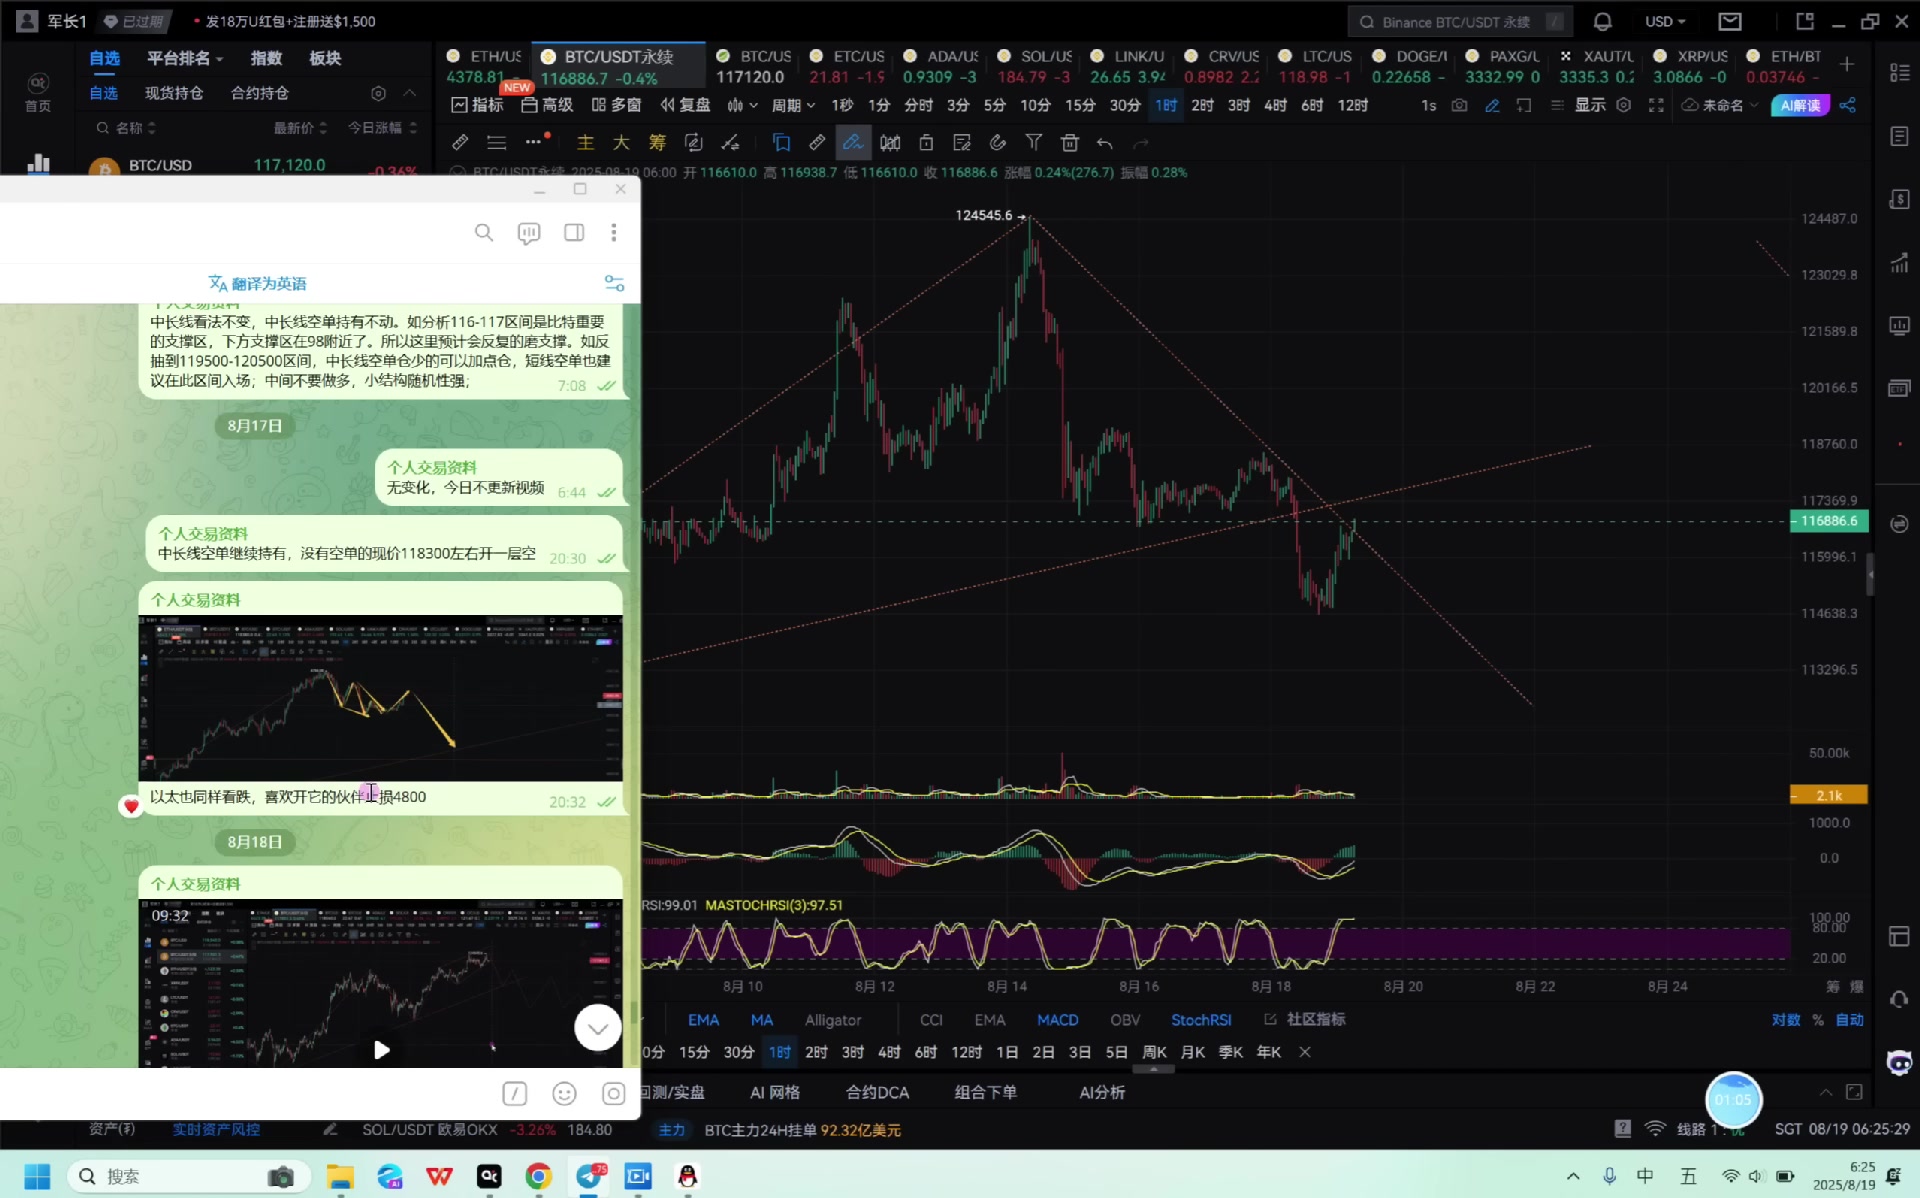 军长1 已过期 • 发18万U红包+注册送$1,500
Binance BTC/USDT 永续 /
USD
首页
自选 平台排名 指数 板块
自选 现货持仓 合约持仓
名称 最新价 今日涨幅
BTC/USD 117,120.0 -0.36%
ETH/US 4378.81 -
BTC/USDT永续 116886.7 -0.4%
BTC/US 117120.0
ETC/US 21.81 -1.9
ADA/US 0.9309 -3
SOL/US 184.79 -3
LINK/U 26.65 3.94
CRV/US 0.8982 2.2
LTC/US 118.98 -1
DOGE/I 0.22658 -
PAXG/L 3332.99 0
XAUT/L 3335.3 0.2
XRP/US 3.0866 -0
ETH/BT 0.03746 -
NEW
指标 高级 多窗 复盘 周期 1秒 1分 分时 3分 5分 10分 15分 30分 1时 2时 3时 4时 6时 12时 1s 显示 未命名 AI解读
主 大 筹
BTC/USDT永续 2025-08-19 06:00 开 116610.0 高 116938.7 低 116610.0 收 116886.6 涨幅 0.24%(276.7) 振幅 0.28%
124545.6
124487.0
123029.8
121589.8
120166.5
118760.0
117369.9
116886.6
115996.1
114638.3
113296.5
50.00k
2.1k
1000.0
0.0
RSI:99.01 MASTOCHRSI(3):97.51
100.00
80.00
20.00
8月 10 8月 12 8月 14 8月 16 8月 18 8月 20 8月 22 8月 24 筹 爆
EMA MA Alligator CCI EMA MACD OBV StochRSI 社区指标 对数 % 自动
0分 15分 30分 1时 2时 3时 4时 6时 12时 1日 2日 3日 5日 周K 月K 季K 年K
回测/实盘 AI 网格 合约DCA 组合下单 AI分析
01:05
翻译为英语
个人交易资料
中长线看法不变，中长线空单持有不动。如分析116-117区间是比特重要
的支撑区，下方支撑区在98附近了。所以这里预计会反复的磨支撑。如反
抽到119500-120500区间，中长线空单仓少的可以加点仓，短线空单也建
议在此区间入场；中间不要做多，小结构随机性强；
7:08
8月17日
个人交易资料
无变化，今日不更新视频 6:44
个人交易资料
中长线空单继续持有，没有空单的现价118300左右开一层空 20:30
个人交易资料
以太也同样看跌，喜欢开它的伙伴止损4800 20:32
8月18日
个人交易资料
09:32
资产(₮) 实时资产风控 SOL/USDT 欧易OKX -3.26% 184.80 主力 BTC主力24H挂单 92.32亿美元 线路 1 SGT 08/19 06:25:29
搜索
75
中 五
6:25
2025/8/19